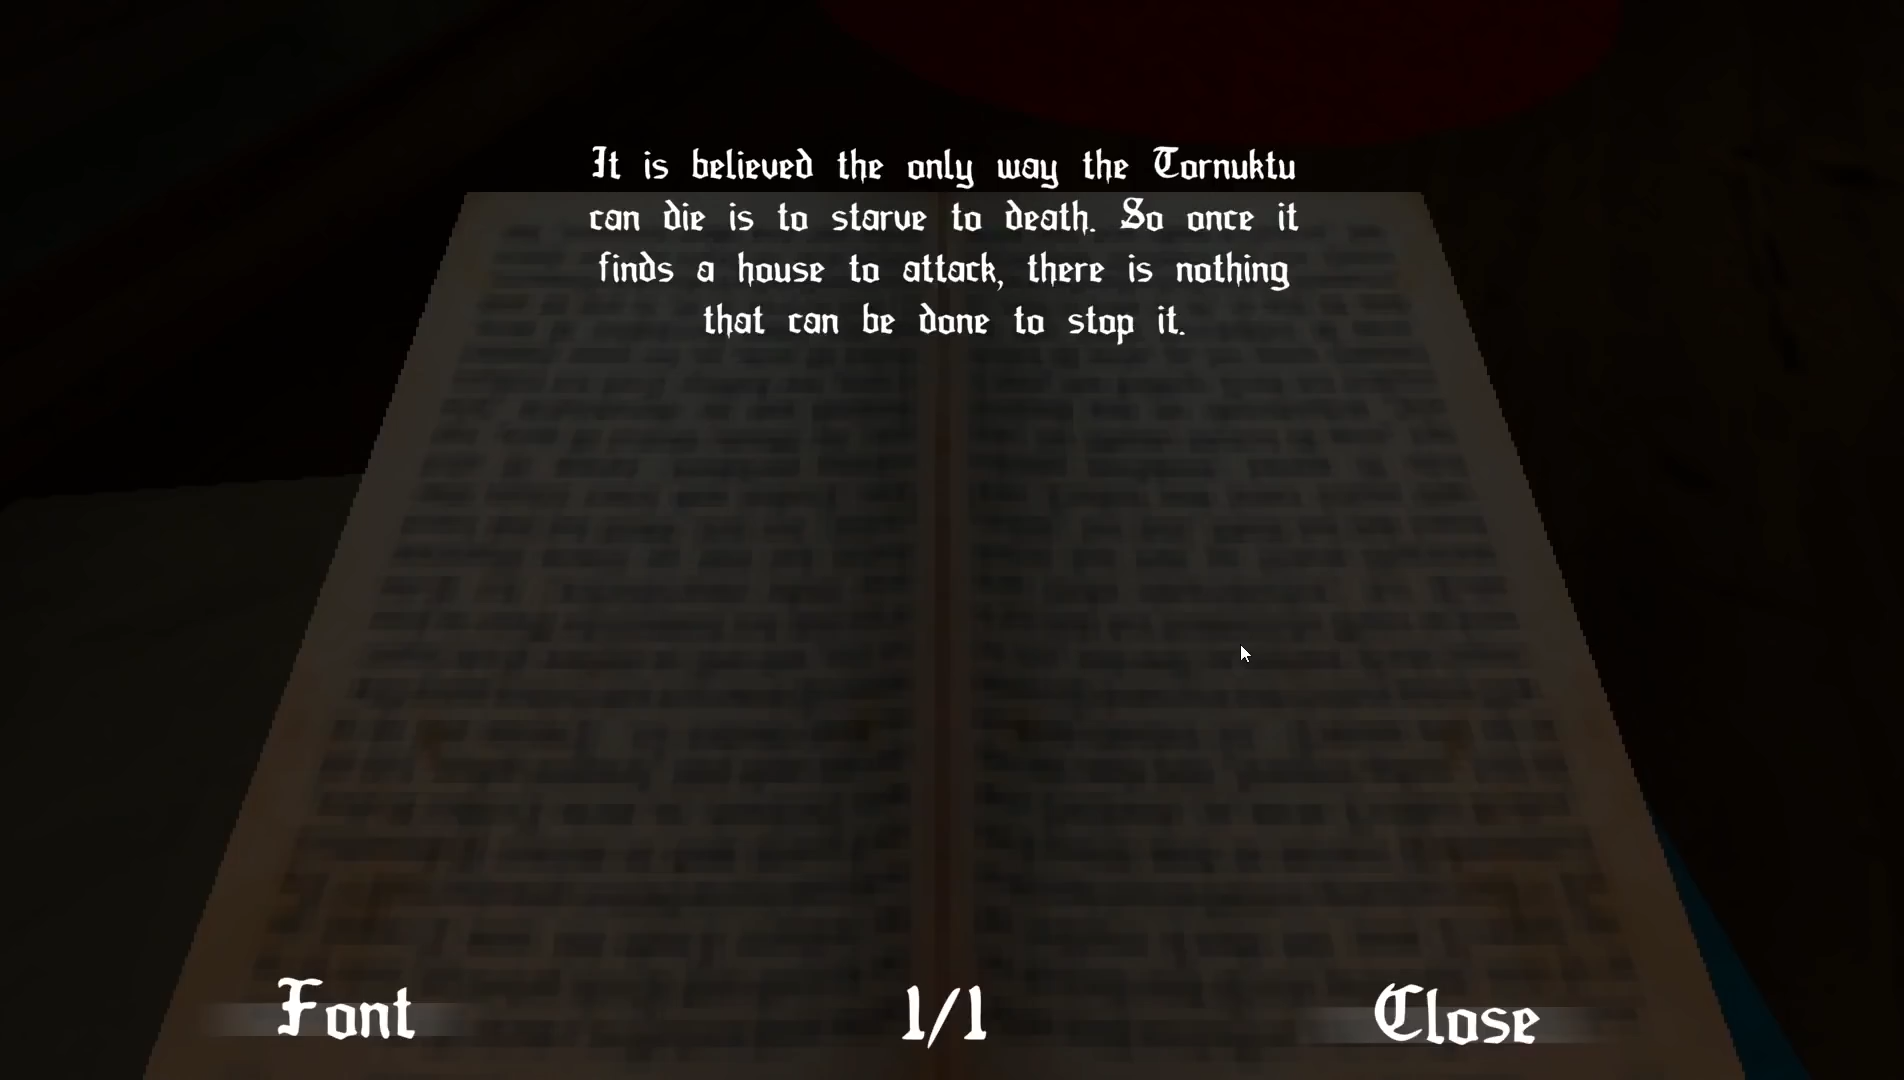 It is believed the only way the Tornuktu
can die is to starve to death. So once it
finds a house to attack, there is nothing
that can be done to stop it.
Font
1/1
Close